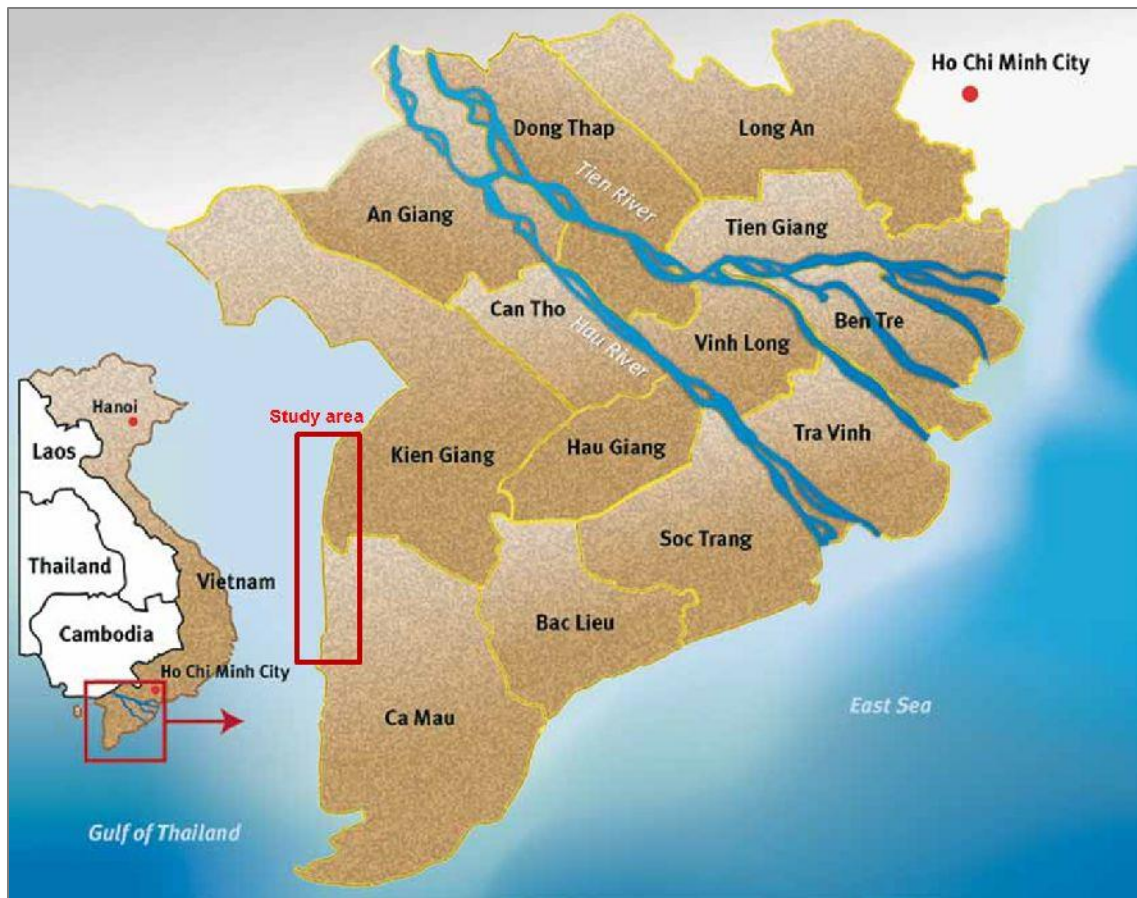 Ho Chi Minh City
Dong Thap
Long An
Tien River
An Giang
Tien Giang
Can Tho
Hau River
Vinh Long
Ben Tre
Hanoi
Study area
Laos
Kien Giang
Hau Giang
Tra Vinh
Thailand
Vietnam
Soc Trang
Cambodia
Bac Lieu
Ho Chi Minh City
Ca Mau
East Sea
Gulf of Thailand